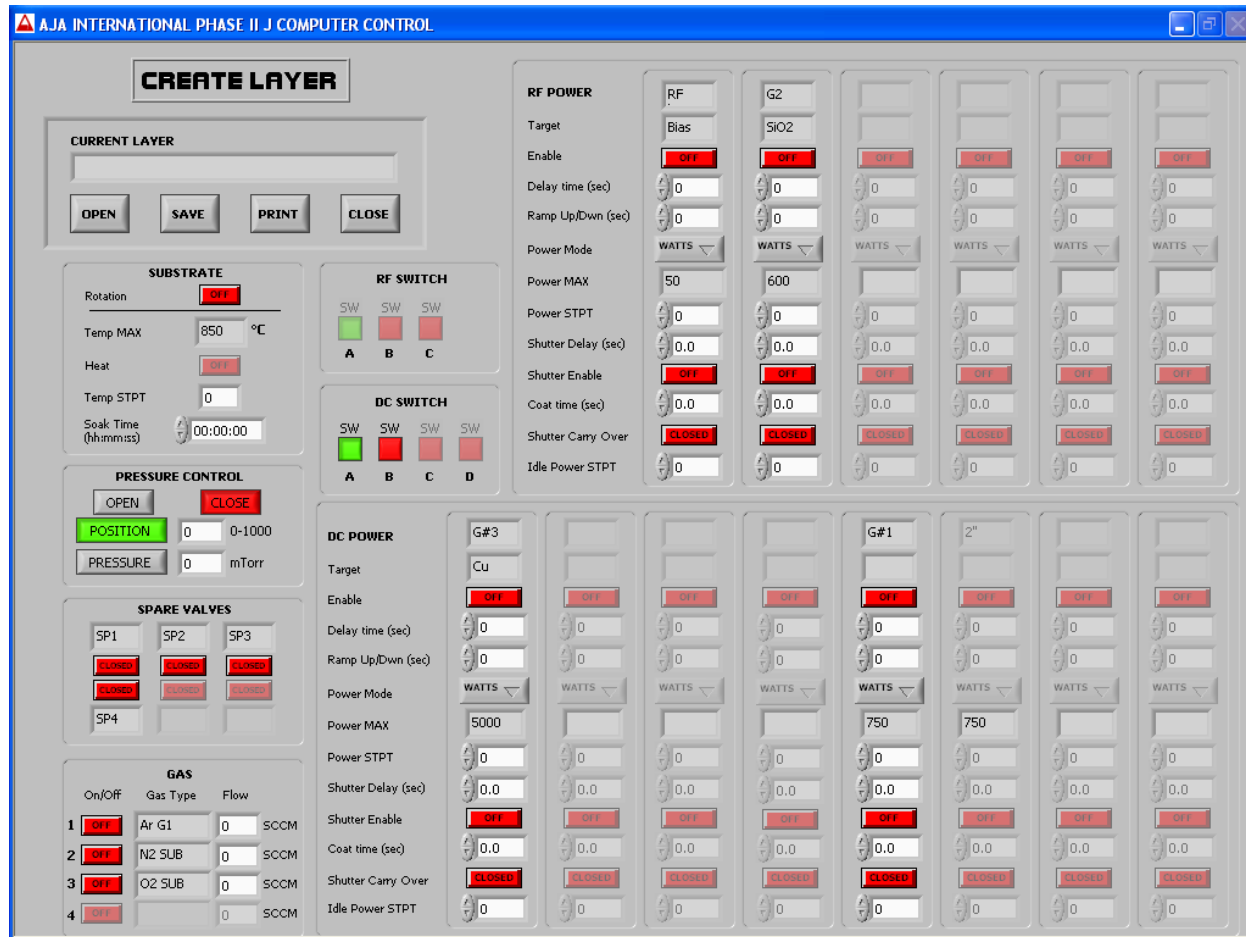 AJA INTERNATIONAL PHASE II J COMPUTER CONTROL
CREATE LAYER
CURRENT LAYER
OPEN SAVE PRINT CLOSE
SUBSTRATE
Rotation OFF
Temp MAX 850 °C
Heat OFF
Temp STPT 0
Soak Time (hh:mm:ss) 00:00:00
PRESSURE CONTROL
OPEN CLOSE
POSITION 0 0-1000
PRESSURE 0 mTorr
SPARE VALVES
SP1 SP2 SP3
CLOSED CLOSED CLOSED
CLOSED CLOSED CLOSED
SP4
GAS
On/Off Gas Type Flow
1 OFF Ar G1 0 SCCM
2 OFF N2 SUB 0 SCCM
3 OFF O2 SUB 0 SCCM
4 OFF 0 SCCM
RF SWITCH
SW SW SW
A B C
DC SWITCH
SW SW SW SW
A B C D
RF POWER RF G2
Target Bias SiO2
Enable OFF OFF OFF OFF OFF OFF
Delay time (sec) 0 0 0 0 0 0
Ramp Up/Dwn (sec) 0 0 0 0 0 0
Power Mode WATTS WATTS WATTS WATTS WATTS WATTS
Power MAX 50 600
Power STPT 0 0 0 0 0 0
Shutter Delay (sec) 0.0 0.0 0.0 0.0 0.0 0.0
Shutter Enable OFF OFF OFF OFF OFF OFF
Coat time (sec) 0.0 0.0 0.0 0.0 0.0 0.0
Shutter Carry Over CLOSED CLOSED CLOSED CLOSED CLOSED CLOSED
Idle Power STPT 0 0 0 0 0 0
DC POWER G#3 G#1 2"
Target Cu
Enable OFF OFF OFF OFF OFF OFF OFF OFF
Delay time (sec) 0 0 0 0 0 0 0 0
Ramp Up/Dwn (sec) 0 0 0 0 0 0 0 0
Power Mode WATTS WATTS WATTS WATTS WATTS WATTS WATTS WATTS
Power MAX 5000 750 750
Power STPT 0 0 0 0 0 0 0 0
Shutter Delay (sec) 0.0 0.0 0.0 0.0 0.0 0.0 0.0 0.0
Shutter Enable OFF OFF OFF OFF OFF OFF OFF OFF
Coat time (sec) 0.0 0.0 0.0 0.0 0.0 0.0 0.0 0.0
Shutter Carry Over CLOSED CLOSED CLOSED CLOSED CLOSED CLOSED CLOSED CLOSED
Idle Power STPT 0 0 0 0 0 0 0 0